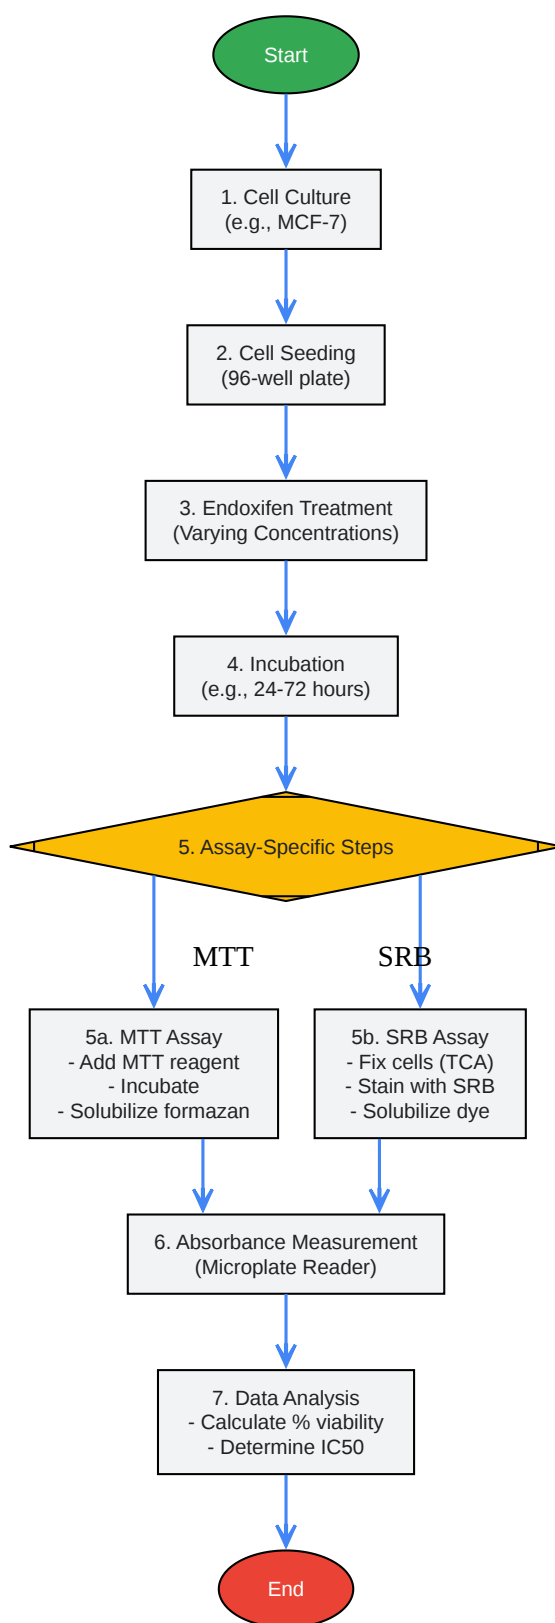 Start
1. Cell Culture
(e.g., MCF-7)
2. Cell Seeding
(96-well plate)
3. Endoxifen Treatment
(Varying Concentrations)
4. Incubation
(e.g., 24-72 hours)
5. Assay-Specific Steps
MTT
SRB
5a. MTT Assay
- Add MTT reagent
- Incubate
- Solubilize formazan
5b. SRB Assay
- Fix cells (TCA)
- Stain with SRB
- Solubilize dye
6. Absorbance Measurement
(Microplate Reader)
7. Data Analysis
- Calculate % viability
- Determine IC50
End